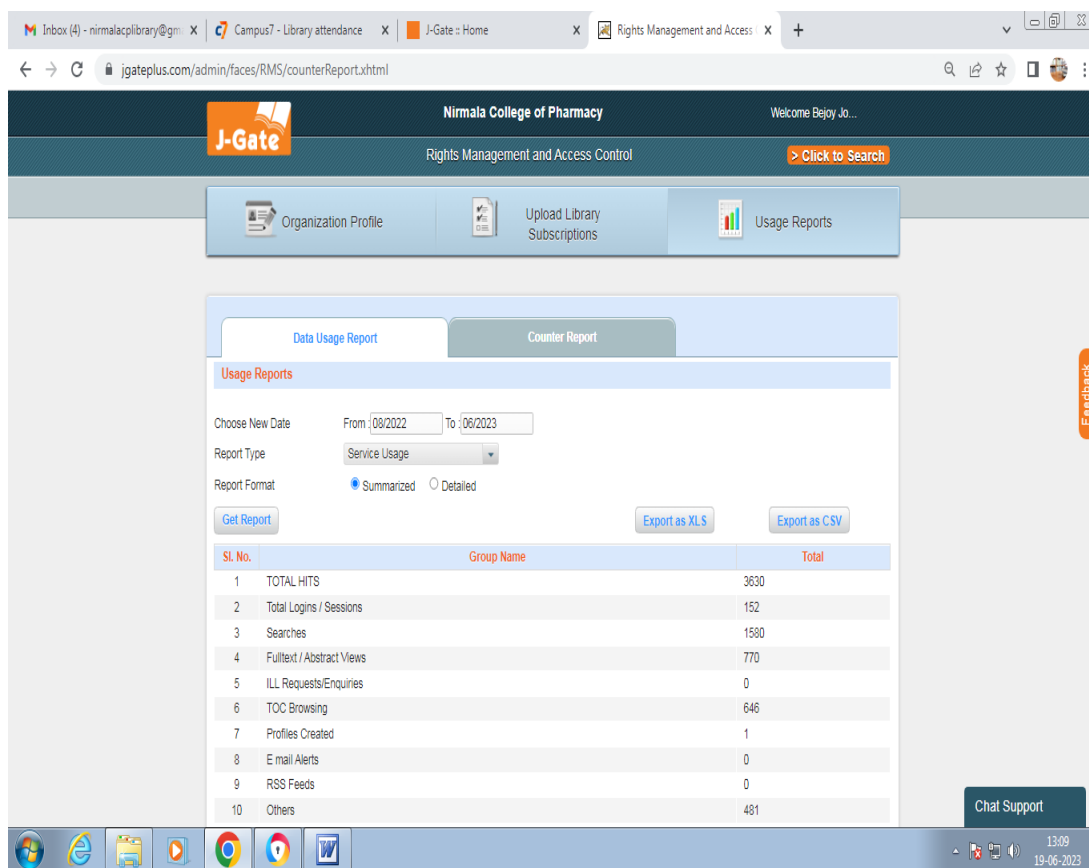 Inbox (4) - nirmalacplibrary@gm
Campus7 - Library attendance
J-Gate :: Home
Rights Management and Access
jgateplus.com/admin/faces/RMS/counterReport.xhtml
J-Gate
Nirmala College of Pharmacy
Welcome Bejoy Jo...
Rights Management and Access Control
> Click to Search
Organization Profile
Upload Library
Subscriptions
Usage Reports
Data Usage Report
Counter Report
Usage Reports
Feedback
Choose New Date From : 08/2022 To : 06/2023
Report Type Service Usage
Report Format Summarized Detailed
Get Report Export as XLS Export as CSV
Sl. No. Group Name Total
1 TOTAL HITS 3630
2 Total Logins / Sessions 152
3 Searches 1580
4 Fulltext / Abstract Views 770
5 ILL Requests/Enquiries 0
6 TOC Browsing 646
7 Profiles Created 1
8 E mail Alerts 0
9 RSS Feeds 0
10 Others 481
Chat Support
13:09
19-06-2023